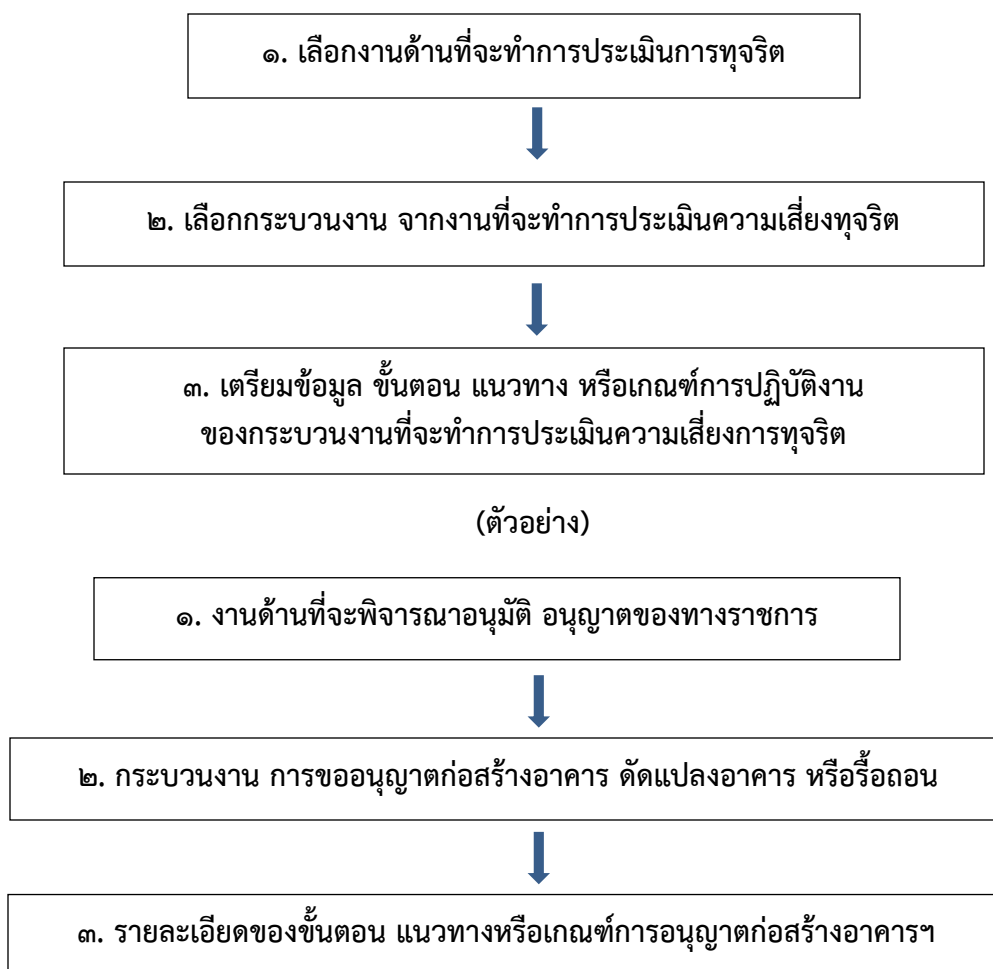 ๑. เลือกงานด้านที่จะทำการประเมินการทุจริต
๒. เลือกกระบวนงาน จากงานที่จะทำการประเมินความเสี่ยงทุจริต
๓. เตรียมข้อมูล ขั้นตอน แนวทาง หรือเกณฑ์การปฏิบัติงาน
ของกระบวนงานที่จะทำการประเมินความเสี่ยงการทุจริต
(ตัวอย่าง)
๑. งานด้านที่จะพิจารณาอนุมัติ อนุญาตของทางราชการ
๒. กระบวนงาน การขออนุญาตก่อสร้างอาคาร ดัดแปลงอาคาร หรือรื้อถอน
๓. รายละเอียดของขั้นตอน แนวทางหรือเกณฑ์การอนุญาตก่อสร้างอาคารฯ